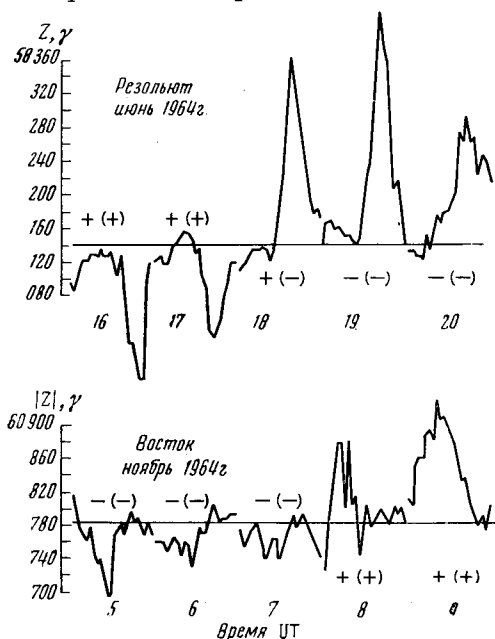 Z, γ
58 360
320
280
240
200
160
120
080
Резольют
июнь 1964г
+ (+) + (+)
+ (−) − (−) − (−)
16 17 18 19 20
|Z|, γ
60 900
860
820
780
740
700
Восток
ноябрь 1964г
− (−) − (−) − (−)
+ (+) + (+)
5 6 7 8
Время UT